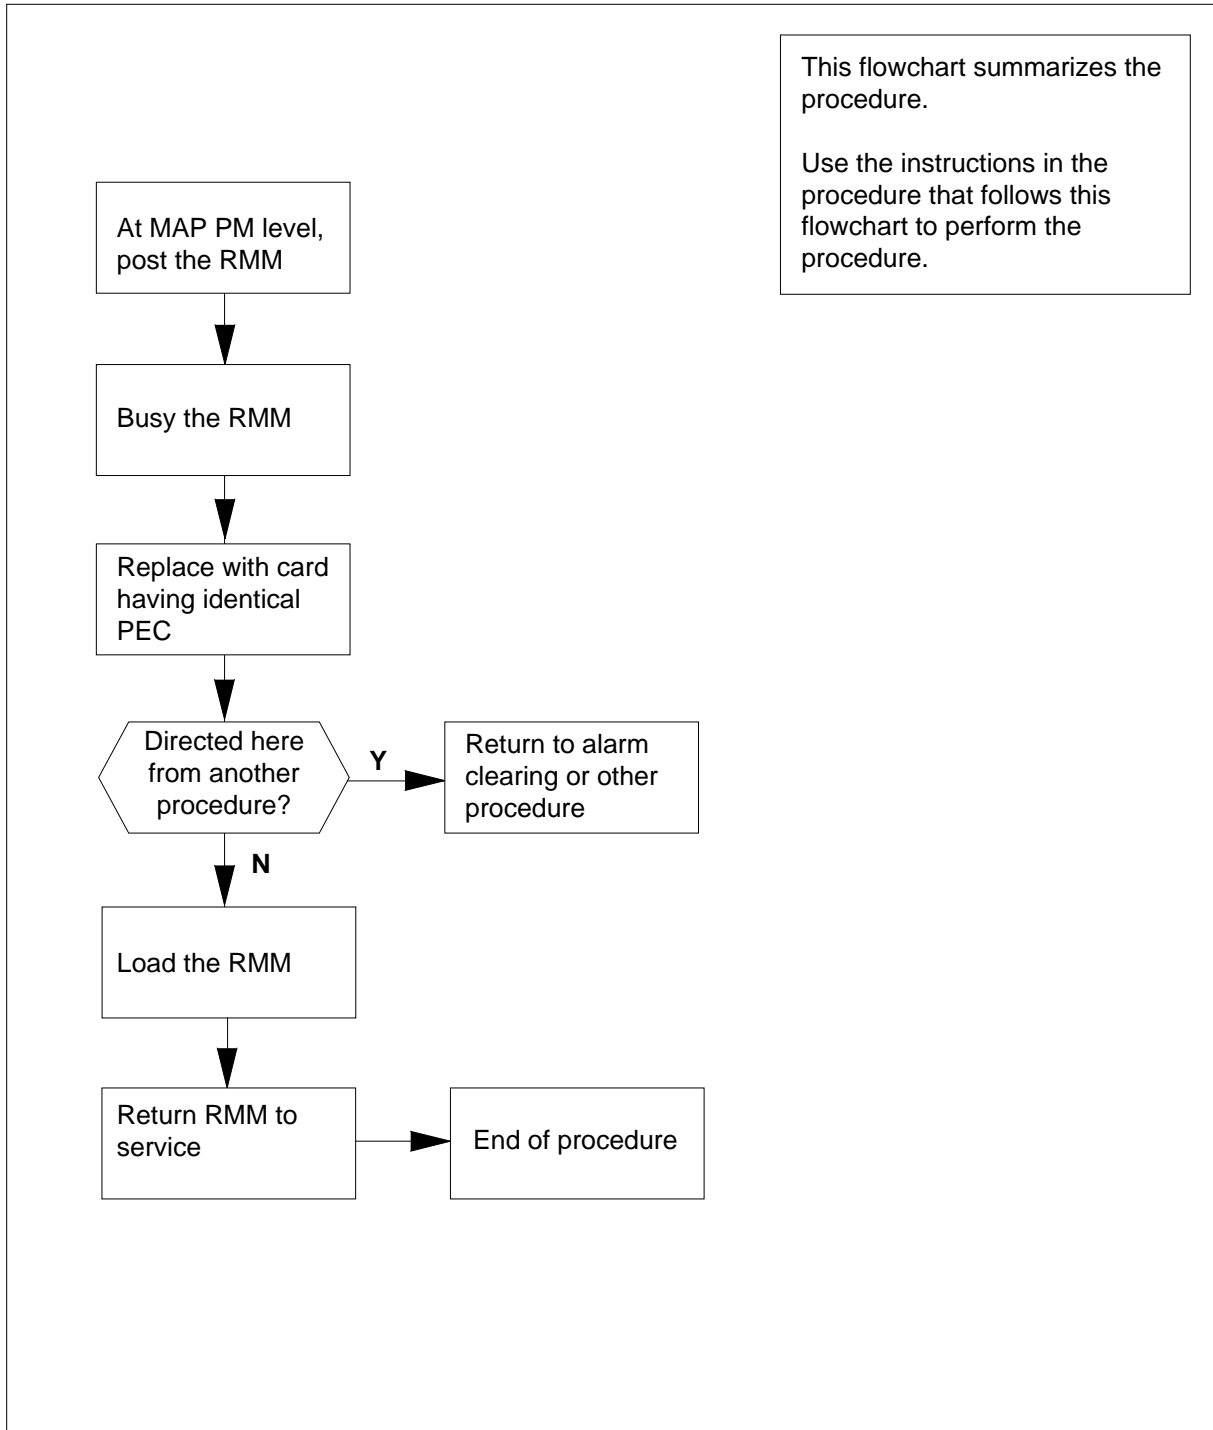 This flowchart summarizes the
procedure.
Use the instructions in the
procedure that follows this
flowchart to perform the
procedure.
At MAP PM level,
post the RMM
Busy the RMM
Replace with card
having identical
PEC
Directed here
from another
procedure?
Y
Return to alarm
clearing or other
procedure
N
Load the RMM
Return RMM to
service
End of procedure